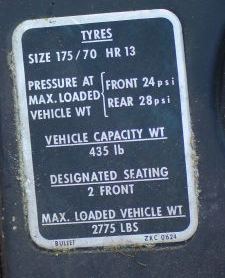 TYRES
SIZE 175/70 HR 13
PRESSURE AT FRONT 24 psi
MAX. LOADED REAR 28 psi
VEHICLE WT
VEHICLE CAPACITY WT
435 lb
DESIGNATED SEATING
2 FRONT
MAX. LOADED VEHICLE WT
2775 LBS
BULLET ZKC 0624